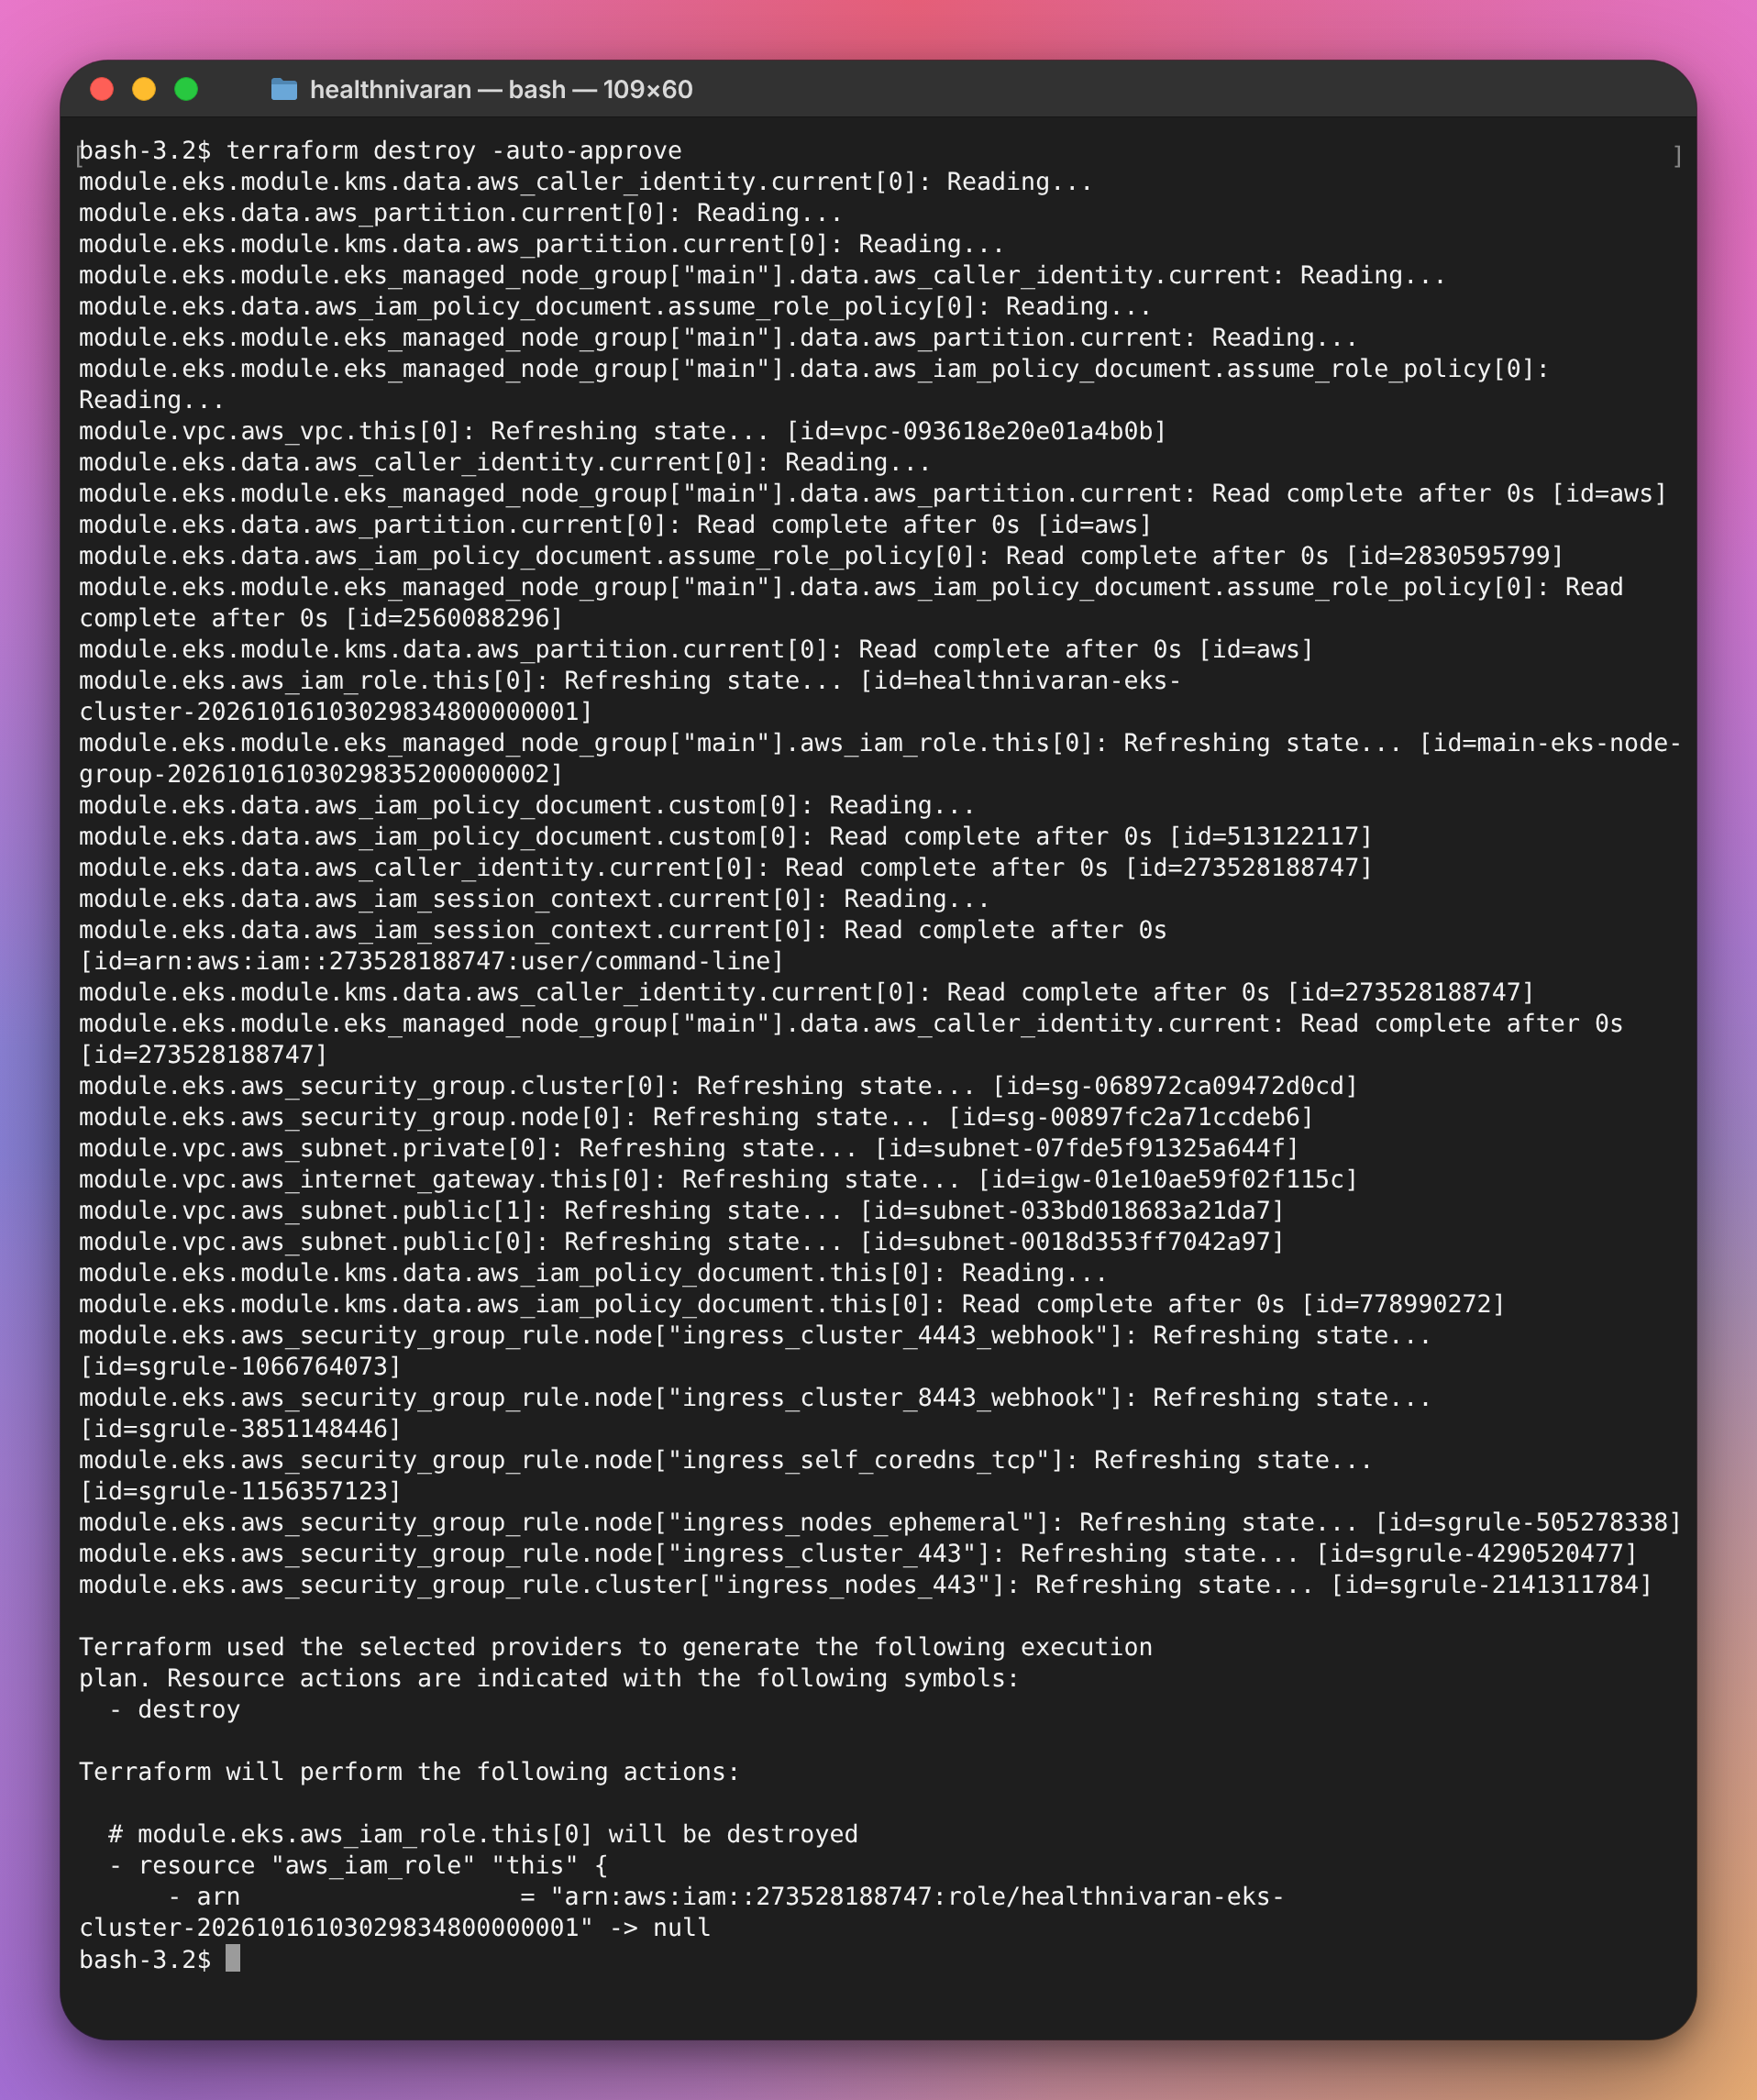 healthnivaran — bash — 109×60
[bash-3.2$ terraform destroy -auto-approve ]
module.eks.module.kms.data.aws_caller_identity.current[0]: Reading...
module.eks.data.aws_partition.current[0]: Reading...
module.eks.module.kms.data.aws_partition.current[0]: Reading...
module.eks.module.eks_managed_node_group["main"].data.aws_caller_identity.current: Reading...
module.eks.data.aws_iam_policy_document.assume_role_policy[0]: Reading...
module.eks.module.eks_managed_node_group["main"].data.aws_partition.current: Reading...
module.eks.module.eks_managed_node_group["main"].data.aws_iam_policy_document.assume_role_policy[0]:
Reading...
module.vpc.aws_vpc.this[0]: Refreshing state... [id=vpc-093618e20e01a4b0b]
module.eks.data.aws_caller_identity.current[0]: Reading...
module.eks.module.eks_managed_node_group["main"].data.aws_partition.current: Read complete after 0s [id=aws]
module.eks.data.aws_partition.current[0]: Read complete after 0s [id=aws]
module.eks.data.aws_iam_policy_document.assume_role_policy[0]: Read complete after 0s [id=2830595799]
module.eks.module.eks_managed_node_group["main"].data.aws_iam_policy_document.assume_role_policy[0]: Read
complete after 0s [id=2560088296]
module.eks.module.kms.data.aws_partition.current[0]: Read complete after 0s [id=aws]
module.eks.aws_iam_role.this[0]: Refreshing state... [id=healthnivaran-eks-
cluster-20261016103029834800000001]
module.eks.module.eks_managed_node_group["main"].aws_iam_role.this[0]: Refreshing state... [id=main-eks-node-
group-20261016103029835200000002]
module.eks.data.aws_iam_policy_document.custom[0]: Reading...
module.eks.data.aws_iam_policy_document.custom[0]: Read complete after 0s [id=513122117]
module.eks.data.aws_caller_identity.current[0]: Read complete after 0s [id=273528188747]
module.eks.data.aws_iam_session_context.current[0]: Reading...
module.eks.data.aws_iam_session_context.current[0]: Read complete after 0s
[id=arn:aws:iam::273528188747:user/command-line]
module.eks.module.kms.data.aws_caller_identity.current[0]: Read complete after 0s [id=273528188747]
module.eks.module.eks_managed_node_group["main"].data.aws_caller_identity.current: Read complete after 0s
[id=273528188747]
module.eks.aws_security_group.cluster[0]: Refreshing state... [id=sg-068972ca09472d0cd]
module.eks.aws_security_group.node[0]: Refreshing state... [id=sg-00897fc2a71ccdeb6]
module.vpc.aws_subnet.private[0]: Refreshing state... [id=subnet-07fde5f91325a644f]
module.vpc.aws_internet_gateway.this[0]: Refreshing state... [id=igw-01e10ae59f02f115c]
module.vpc.aws_subnet.public[1]: Refreshing state... [id=subnet-033bd018683a21da7]
module.vpc.aws_subnet.public[0]: Refreshing state... [id=subnet-0018d353ff7042a97]
module.eks.module.kms.data.aws_iam_policy_document.this[0]: Reading...
module.eks.module.kms.data.aws_iam_policy_document.this[0]: Read complete after 0s [id=778990272]
module.eks.aws_security_group_rule.node["ingress_cluster_4443_webhook"]: Refreshing state...
[id=sgrule-1066764073]
module.eks.aws_security_group_rule.node["ingress_cluster_8443_webhook"]: Refreshing state...
[id=sgrule-3851148446]
module.eks.aws_security_group_rule.node["ingress_self_coredns_tcp"]: Refreshing state...
[id=sgrule-1156357123]
module.eks.aws_security_group_rule.node["ingress_nodes_ephemeral"]: Refreshing state... [id=sgrule-505278338]
module.eks.aws_security_group_rule.node["ingress_cluster_443"]: Refreshing state... [id=sgrule-4290520477]
module.eks.aws_security_group_rule.cluster["ingress_nodes_443"]: Refreshing state... [id=sgrule-2141311784]

Terraform used the selected providers to generate the following execution
plan. Resource actions are indicated with the following symbols:
  - destroy

Terraform will perform the following actions:

  # module.eks.aws_iam_role.this[0] will be destroyed
  - resource "aws_iam_role" "this" {
      - arn                   = "arn:aws:iam::273528188747:role/healthnivaran-eks-
cluster-20261016103029834800000001" -> null
bash-3.2$